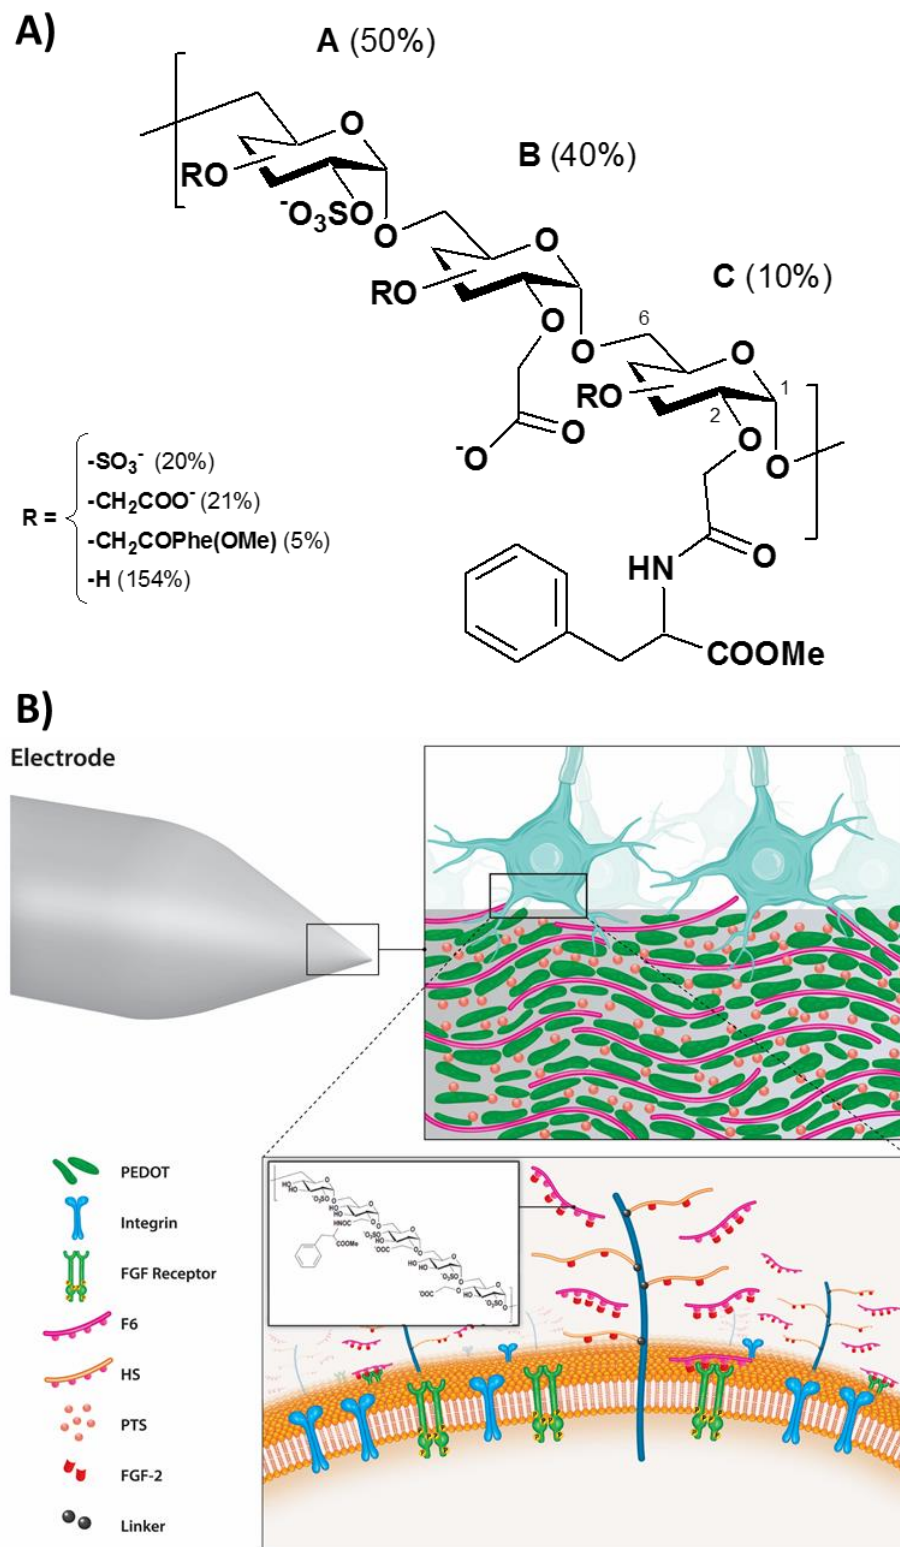 A)
A (50%)
B (40%)
C (10%)
O
RO
⁻O₃SO
O
O
RO
O
O
6
O
RO
1
2
O
O
O
⁻O
R =
-SO₃⁻ (20%)
-CH₂COO⁻ (21%)
-CH₂COPhe(OMe) (5%)
-H (154%)
O
HN
COOMe
B)
Electrode
PEDOT
Integrin
FGF Receptor
F6
HS
PTS
FGF-2
Linker